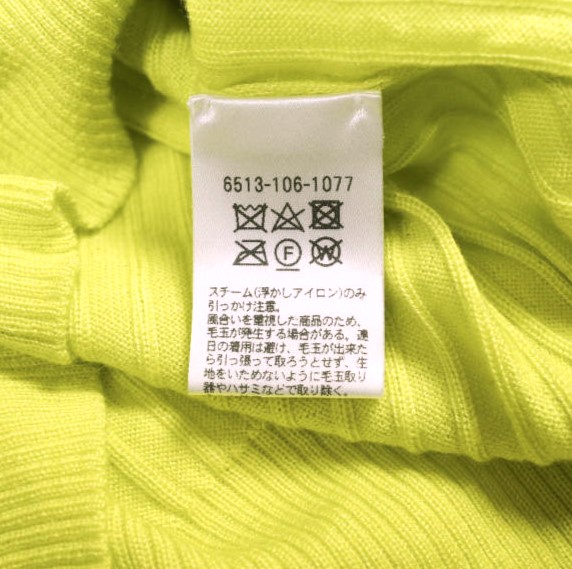 6513-106-1077
F W
スチーム(浮かしアイロン)のみ
引っかけ注意。
風合いを重視した商品のため、
毛玉が発生する場合がある。連
日の着用は避け、毛玉が出来た
ら引っ張って取ろうとせず、生
地をいためないように毛玉取り
器やハサミなどで取り除く。